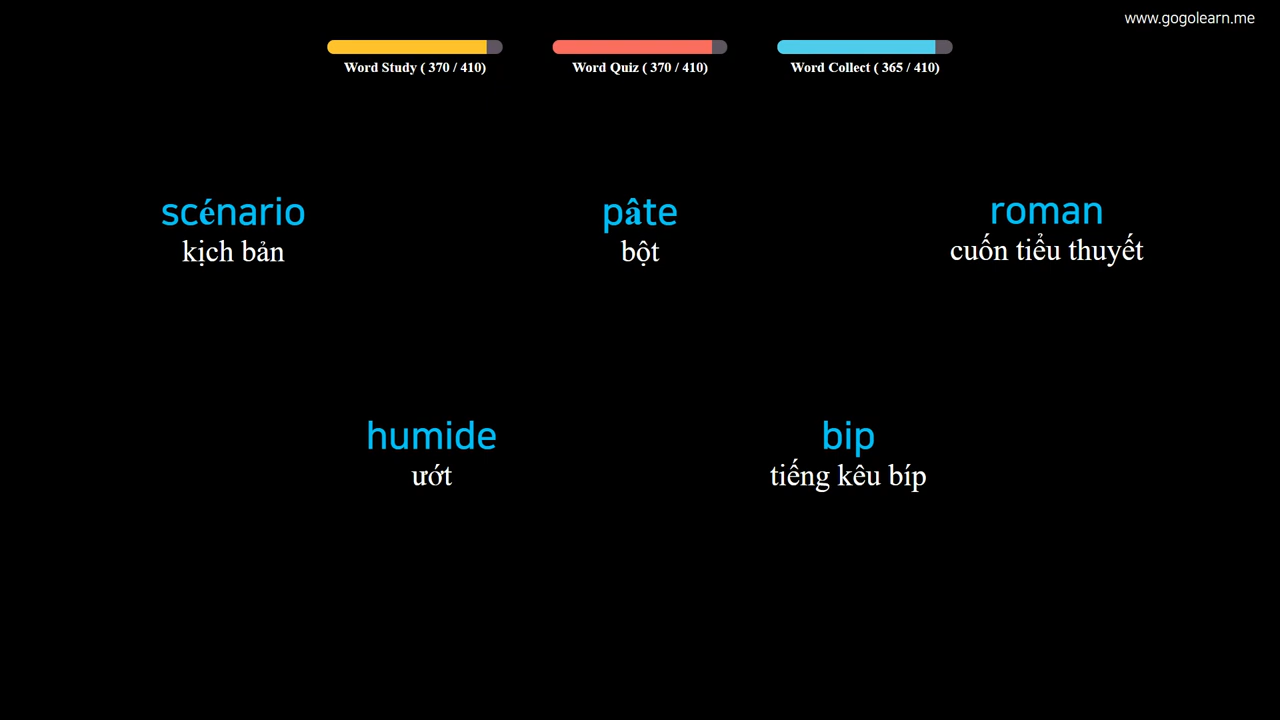 www.gogolearn.me
Word Study ( 370 / 410)
Word Quiz ( 370 / 410)
Word Collect ( 365 / 410)
scénario
kịch bản
pâte
bột
roman
cuốn tiểu thuyết
humide
ướt
bip
tiếng kêu bíp